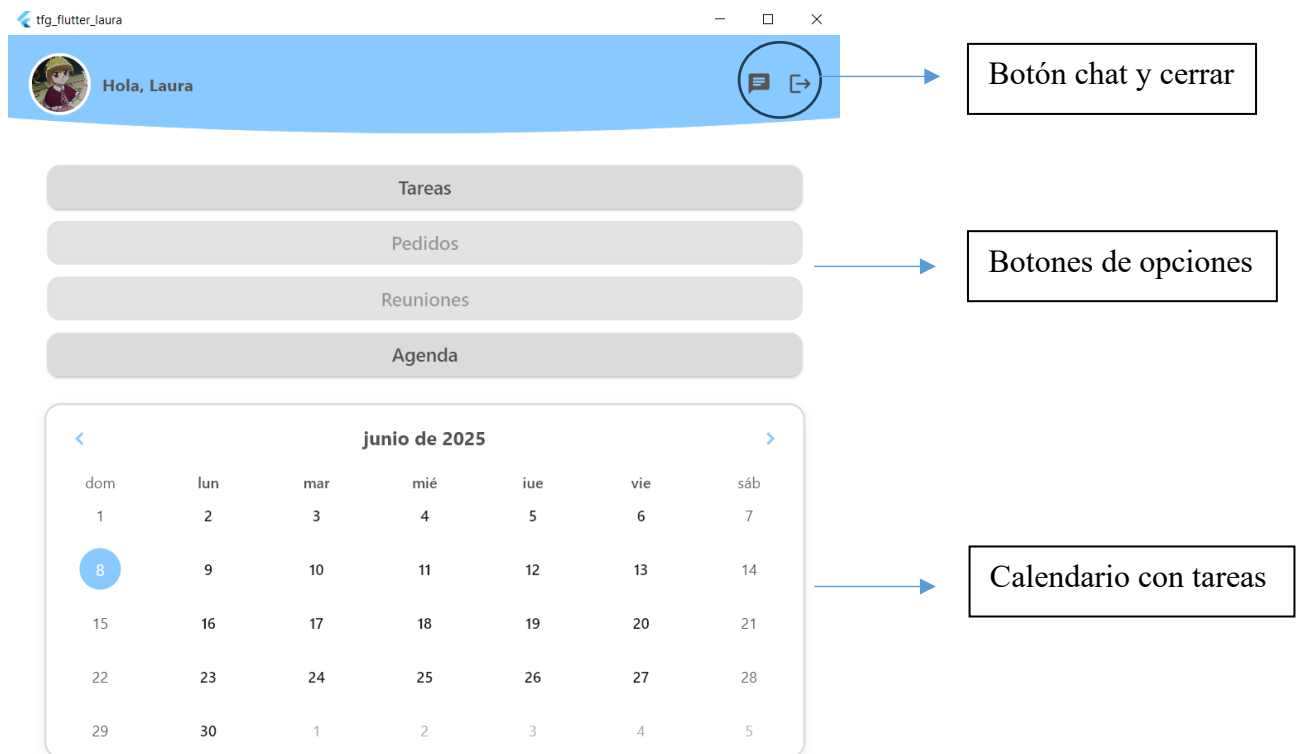 tfg_flutter_laura
Hola, Laura
Botón chat y cerrar
Tareas
Pedidos
Botones de opciones
Reuniones
Agenda
junio de 2025
dom lun mar mié jue vie sáb
1 2 3 4 5 6 7
8 9 10 11 12 13 14
Calendario con tareas
15 16 17 18 19 20 21
22 23 24 25 26 27 28
29 30 1 2 3 4 5